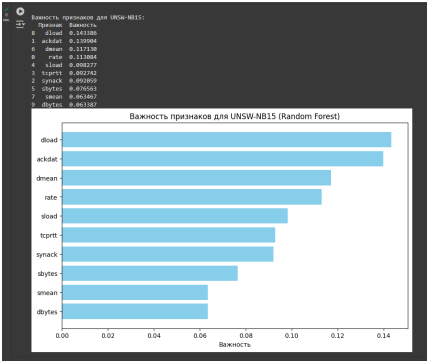 Важность признаков для UNSW-NB15:
Признак Важность
8 dload 0.143386
1 ackdat 0.139904
6 dmean 0.117130
0 rate 0.113084
4 sload 0.098277
3 tcprtt 0.092742
2 synack 0.092059
5 sbytes 0.076563
7 smean 0.063467
9 dbytes 0.063387
Важность признаков для UNSW-NB15 (Random Forest)
dload
ackdat
dmean
rate
sload
tcprtt
synack
sbytes
smean
dbytes
0.00 0.02 0.04 0.06 0.08 0.10 0.12 0.14
Важность